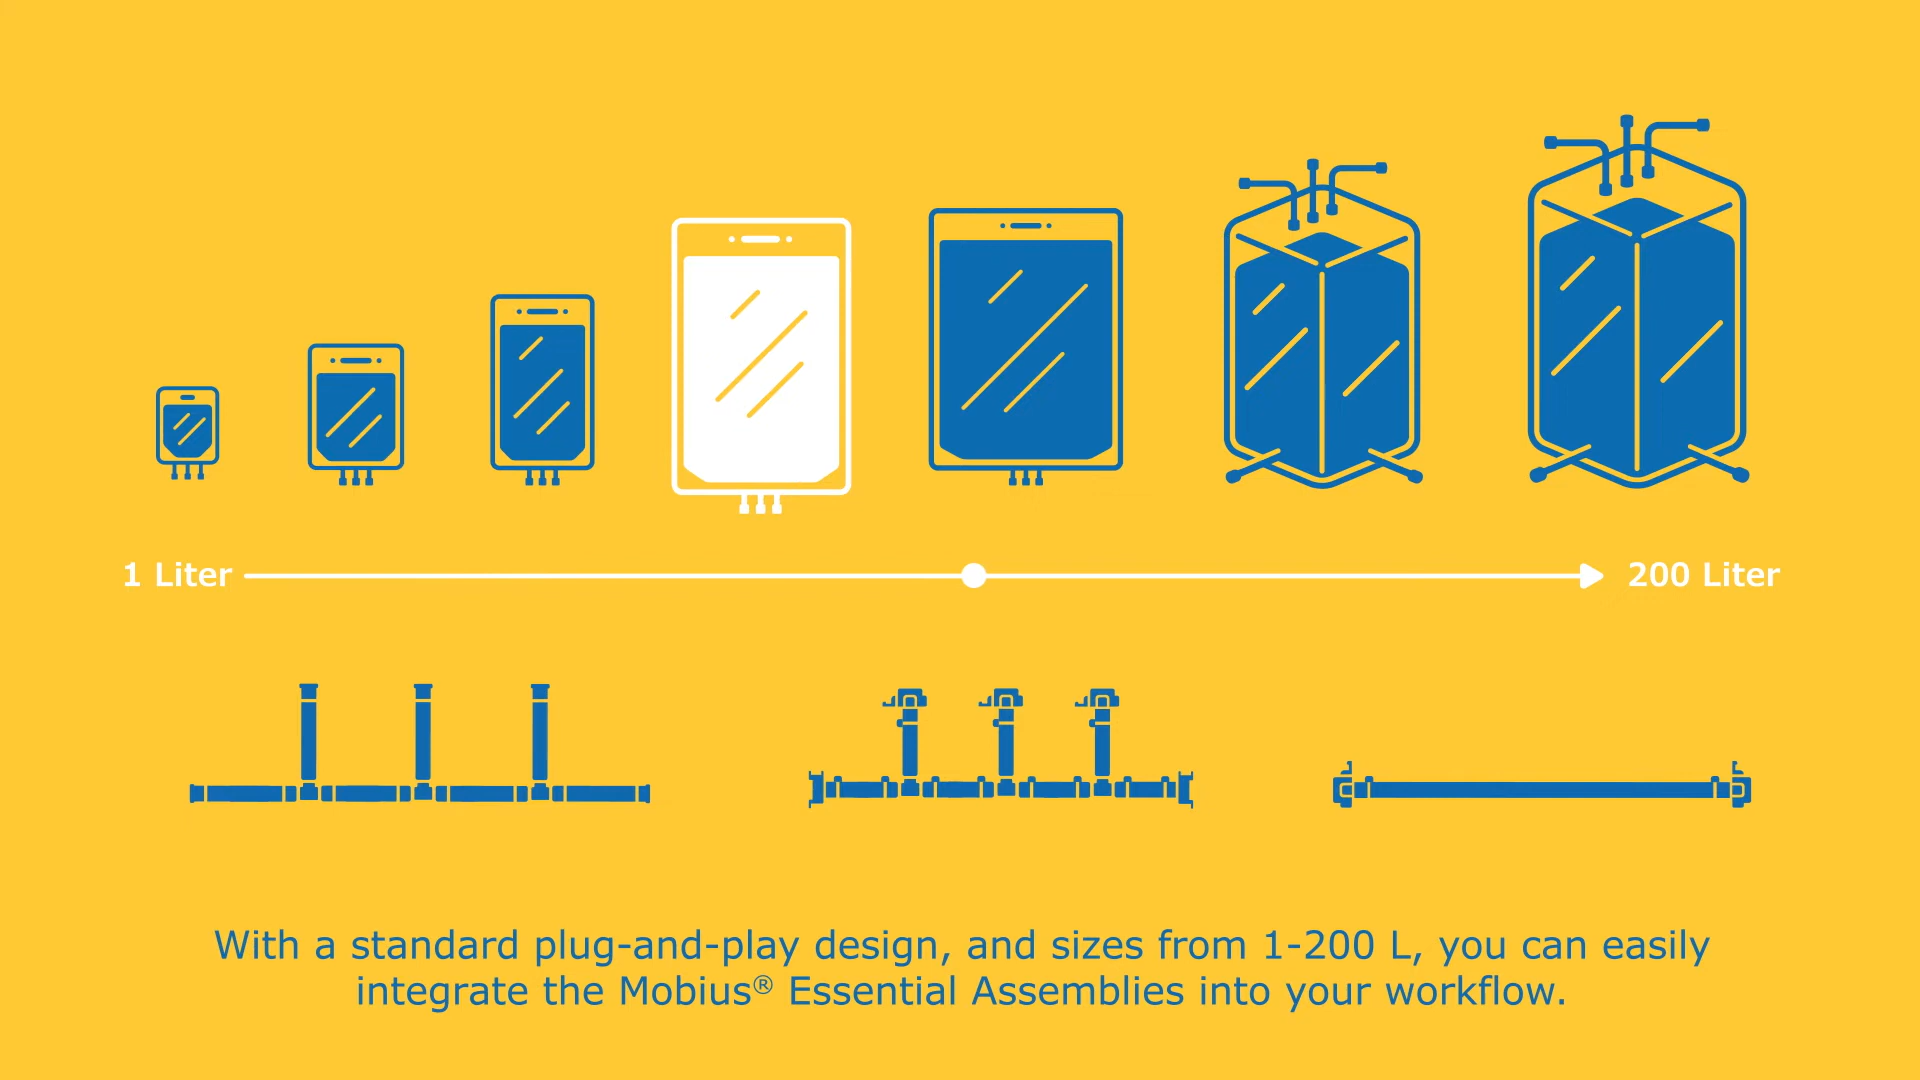 1 Liter
200 Liter
With a standard plug-and-play design, and sizes from 1-200 L, you can easily
integrate the Mobius® Essential Assemblies into your workflow.